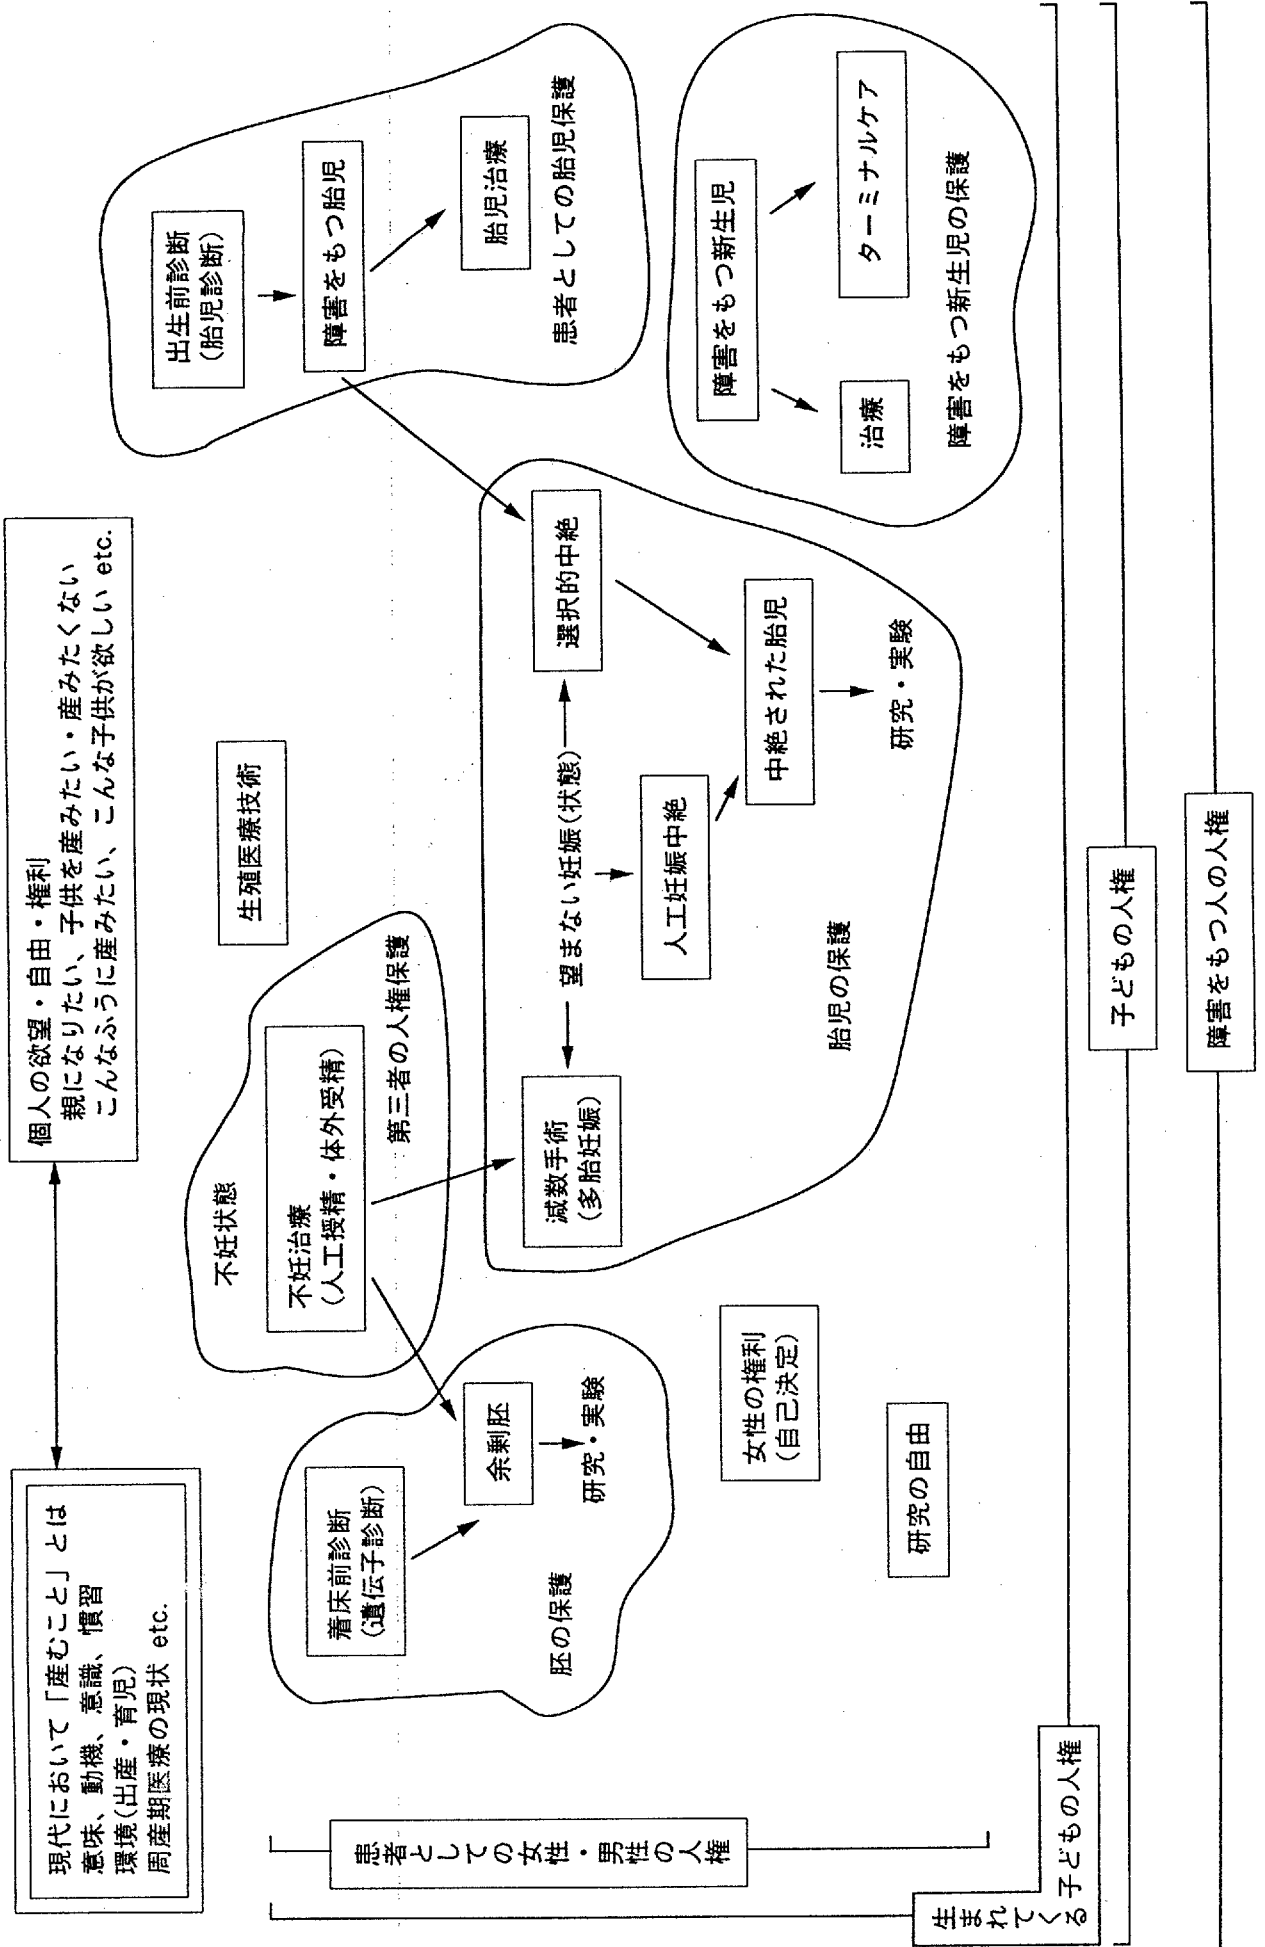 現代において「産むこと」とは
意味、動機、意識、慣習
環境(出産・育児)
周産期医療の現状 etc.
個人の欲望・自由・権利
親になりたい、子供を産みたい・産みたくない
こんなふうに産みたい、こんな子供が欲しい etc.
生殖医療技術
不妊状態
不妊治療
(人工授精・体外受精)
第三者の人権保護
着床前診断
(遺伝子診断)
余剰胚
研究・実験
胚の保護
出生前診断
(胎児診断)
障害をもつ胎児
胎児治療
患者としての胎児保護
減数手術
(多胎妊娠)
望まない妊娠(状態)
選択的中絶
人工妊娠中絶
中絶された胎児
研究・実験
胎児の保護
障害をもつ新生児
治療
ターミナルケア
障害をもつ新生児の保護
女性の権利
(自己決定)
研究の自由
患者としての女性・男性の人権
生まれてくる子どもの人権
子どもの人権
障害をもつ人の人権